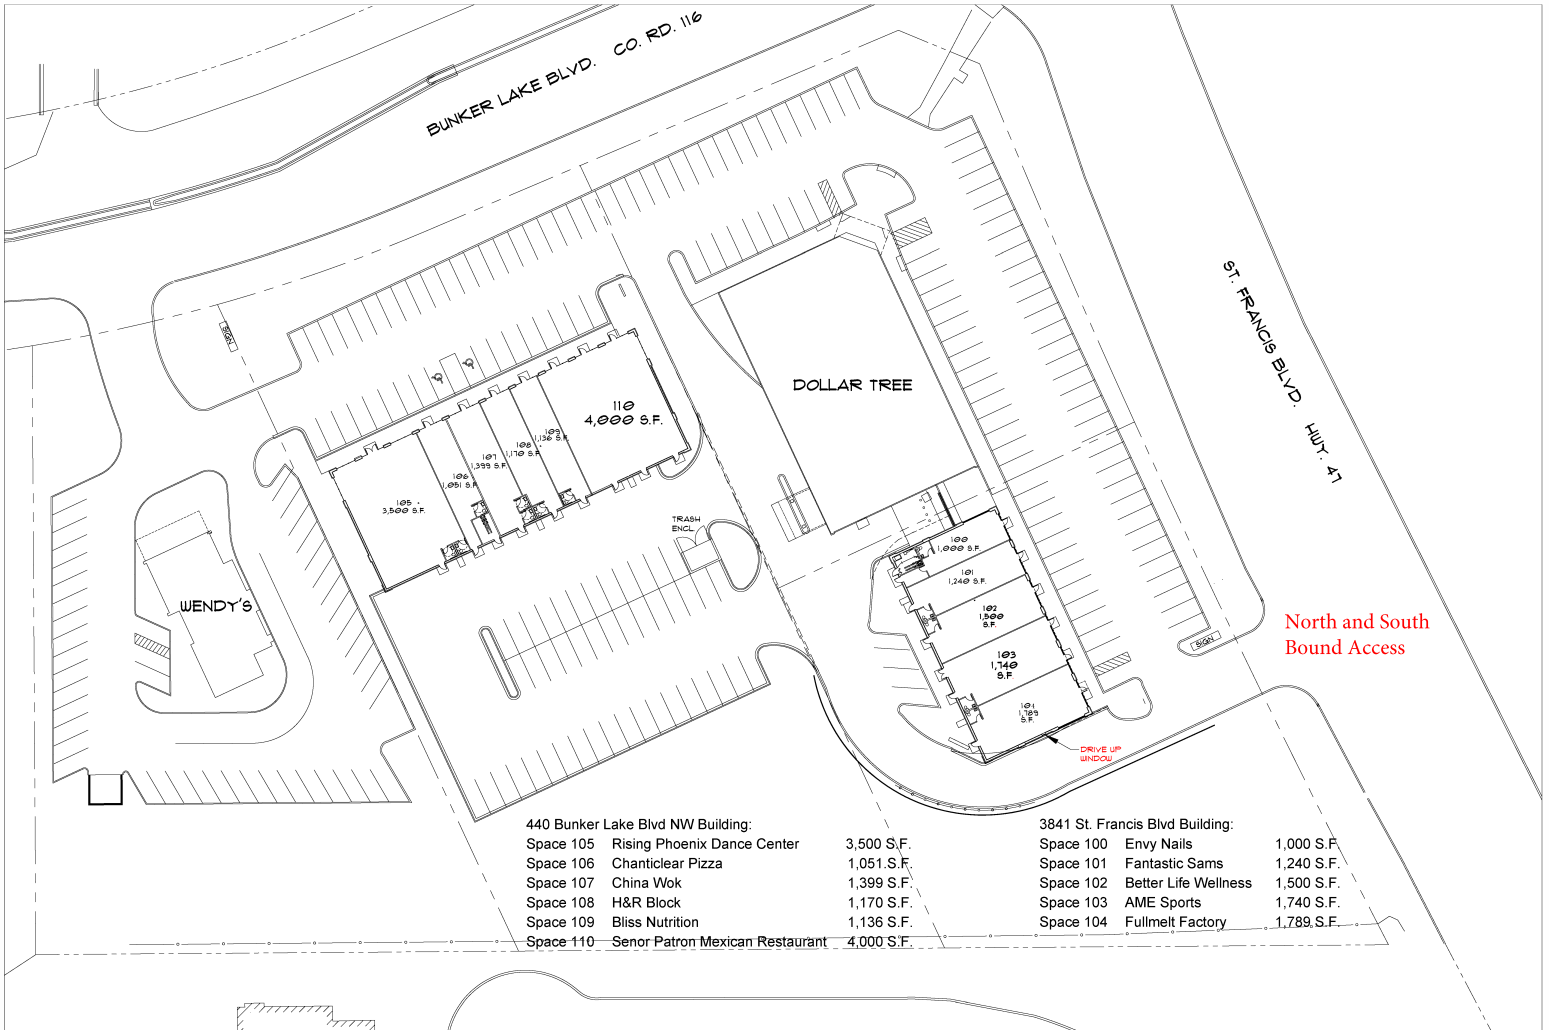 BUNKER LAKE BLVD. CO. RD. 116
ST. FRANCIS BLVD. HWY. 47
SIGN
DOLLAR TREE
110
4,000 S.F.
109
1,136 S.F.
108
1,170 S.F.
107
1,399 S.F.
106
1,051 S.F.
105
3,500 S.F.
TRASH
ENCL.
WENDY'S
100
1,000 S.F.
101
1,240 S.F.
102
1,500
S.F.
103
1,740
S.F.
104
1,789
S.F.
SIGN
North and South
Bound Access
DRIVE UP
WINDOW
440 Bunker Lake Blvd NW Building:
Space 105 Rising Phoenix Dance Center 3,500 S.F.
Space 106 Chanticlear Pizza 1,051 S.F.
Space 107 China Wok 1,399 S.F.
Space 108 H&R Block 1,170 S.F.
Space 109 Bliss Nutrition 1,136 S.F.
Space 110 Senor Patron Mexican Restaurant 4,000 S.F.
3841 St. Francis Blvd Building:
Space 100 Envy Nails 1,000 S.F.
Space 101 Fantastic Sams 1,240 S.F.
Space 102 Better Life Wellness 1,500 S.F.
Space 103 AME Sports 1,740 S.F.
Space 104 Fullmelt Factory 1,789 S.F.